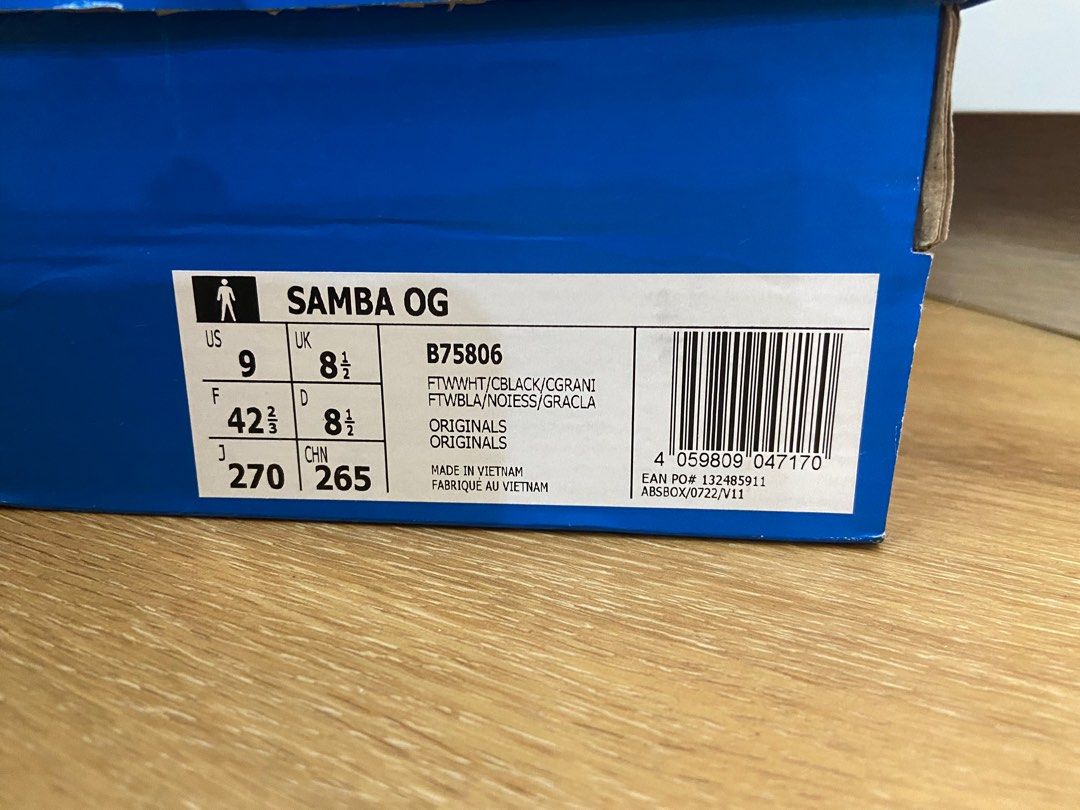 SAMBA OG
US 9 UK 8½
F 42⅔ D 8½
J 270 CHN 265
B75806
FTWWHT/CBLACK/CGRANI
FTWBLA/NOIESS/GRACLA
ORIGINALS
ORIGINALS
MADE IN VIETNAM
FABRIQUÉ AU VIETNAM
4 059809 047170
EAN PO# 132485911
ABSBOX/0722/V11